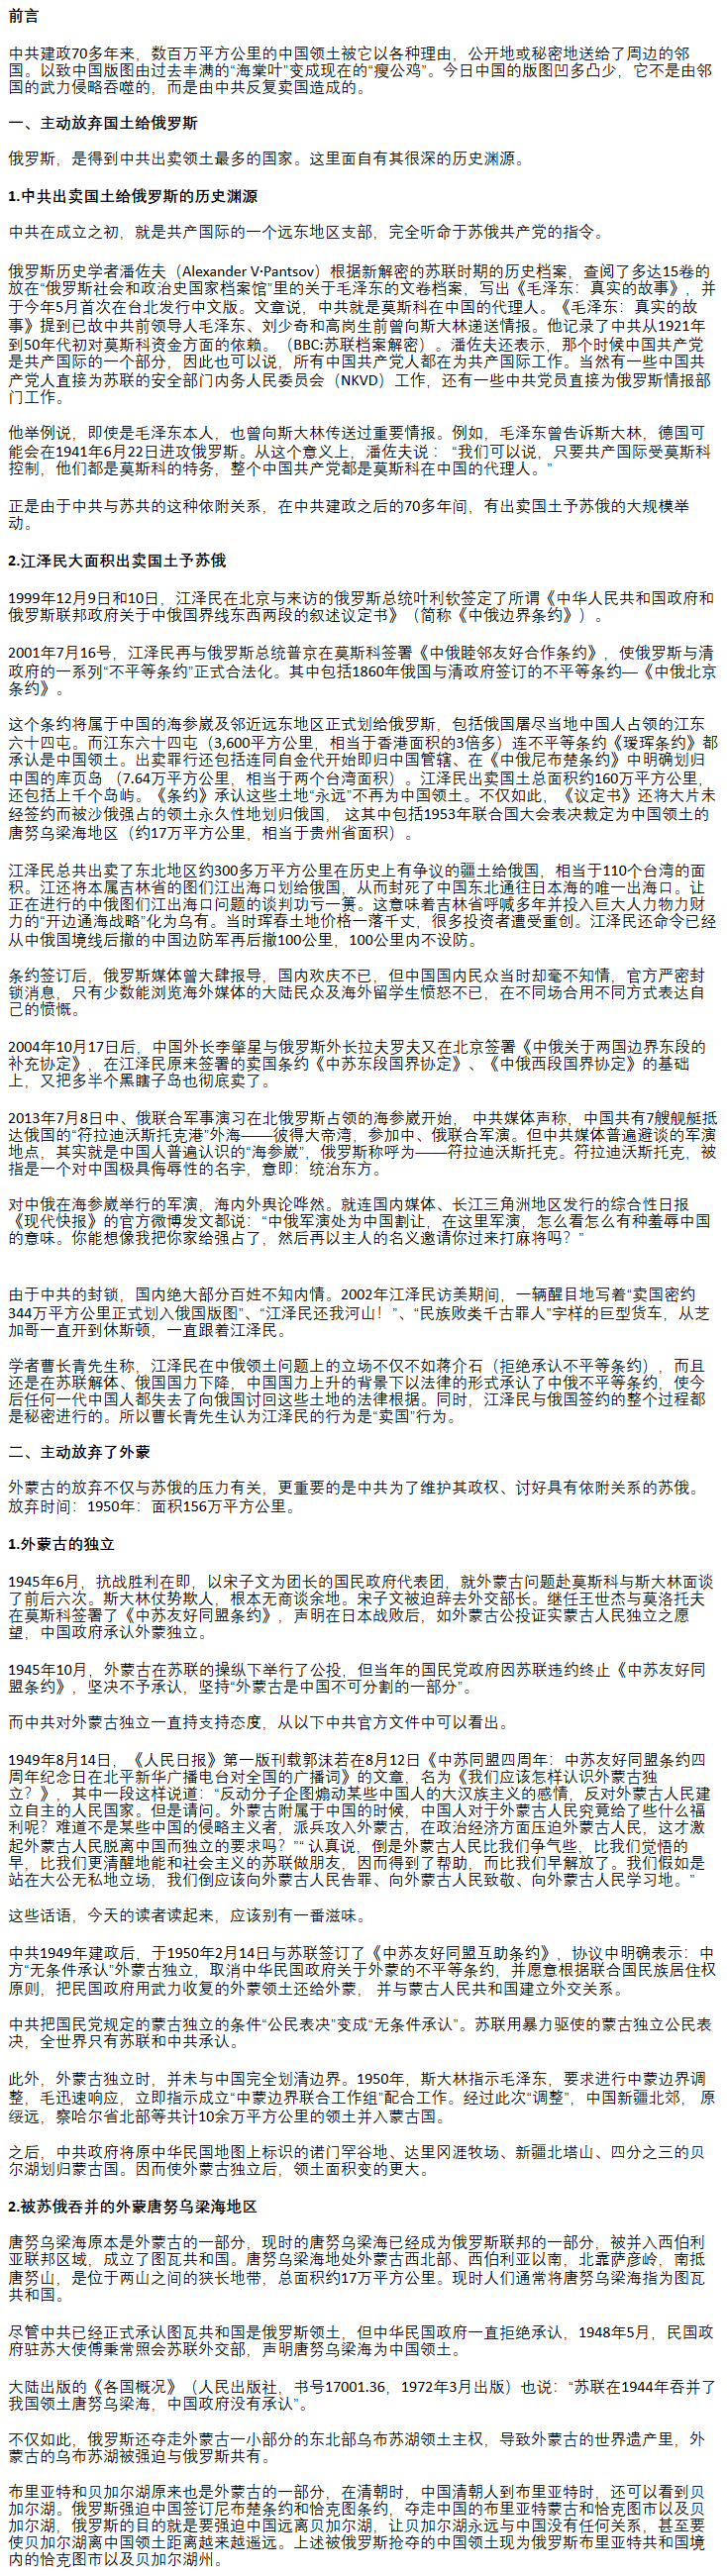 前言
中共建政70多年来，数百万平方公里的中国领土被它以各种理由，公开地或秘密地送给了周边的邻
国。以致中国版图由过去丰满的“海棠叶”变成现在的“瘦公鸡”。今日中国的版图凹多凸少，它不是由邻
国的武力侵略吞噬的，而是由中共反复卖国造成的。
一、主动放弃国土给俄罗斯
俄罗斯，是得到中共出卖领土最多的国家。这里面自有其很深的历史渊源。
1.中共出卖国土给俄罗斯的历史渊源
中共在成立之初，就是共产国际的一个远东地区支部，完全听命于苏俄共产党的指令。
俄罗斯历史学者潘佐夫（Alexander V·Pantsov）根据新解密的苏联时期的历史档案，查阅了多达15卷的
放在“俄罗斯社会和政治史国家档案馆”里的关于毛泽东的文卷档案，写出《毛泽东：真实的故事》，并
于今年5月首次在台北发行中文版。文章说，中共就是莫斯科在中国的代理人。《毛泽东：真实的故
事》提到已故中共前领导人毛泽东、刘少奇和高岗生前曾向斯大林递送情报。他记录了中共从1921年
到50年代初对莫斯科资金方面的依赖。（BBC:苏联档案解密）。潘佐夫还表示，那个时候中国共产党
是共产国际的一个部分，因此也可以说，所有中国共产党人都在为共产国际工作。当然有一些中国共
产党人直接为苏联的安全部门内务人民委员会（NKVD）工作，还有一些中共党员直接为俄罗斯情报部
门工作。
他举例说，即使是毛泽东本人，也曾向斯大林传送过重要情报。例如，毛泽东曾告诉斯大林，德国可
能会在1941年6月22日进攻俄罗斯。从这个意义上，潘佐夫说：“我们可以说，只要共产国际受莫斯科
控制，他们都是莫斯科的特务，整个中国共产党都是莫斯科在中国的代理人。”
正是由于中共与苏共的这种依附关系，在中共建政之后的70多年间，有出卖国土予苏俄的大规模举
动。
2.江泽民大面积出卖国土予苏俄
1999年12月9日和10日，江泽民在北京与来访的俄罗斯总统叶利钦签定了所谓《中华人民共和国政府和
俄罗斯联邦政府关于中俄国界线东西两段的叙述议定书》（简称《中俄边界条约》）。
2001年7月16号，江泽民再与俄罗斯总统普京在莫斯科签署《中俄睦邻友好合作条约》，使俄罗斯与清
政府的一系列“不平等条约”正式合法化。其中包括1860年俄国与清政府签订的不平等条约—《中俄北京
条约》。
这个条约将属于中国的海参崴及邻近远东地区正式划给俄罗斯，包括俄国屠尽当地中国人占领的江东
六十四屯。而江东六十四屯（3,600平方公里，相当于香港面积的3倍多）连不平等条约《瑷珲条约》都
承认是中国领土。出卖罪行还包括连同自金代开始即归中国管辖、在《中俄尼布楚条约》中明确划归
中国的库页岛 （7.64万平方公里，相当于两个台湾面积）。江泽民出卖国土总面积约160万平方公里，
还包括上千个岛屿。《条约》承认这些土地“永远”不再为中国领土。不仅如此，《议定书》还将大片未
经签约而被沙俄强占的领土永久性地划归俄国， 这其中包括1953年联合国大会表决裁定为中国领土的
唐努乌梁海地区（约17万平方公里，相当于贵州省面积）。
江泽民总共出卖了东北地区约300多万平方公里在历史上有争议的疆土给俄国，相当于110个台湾的面
积。江还将本属吉林省的图们江出海口划给俄国，从而封死了中国东北通往日本海的唯一出海口。让
正在进行的中俄图们江出海口问题的谈判功亏一篑。这意味着吉林省呼喊多年并投入巨大人力物力财
力的“开边通海战略”化为乌有。当时珲春土地价格一落千丈，很多投资者遭受重创。江泽民还命令已经
从中俄国境线后撤的中国边防军再后撤100公里，100公里内不设防。
条约签订后，俄罗斯媒体曾大肆报导，国内欢庆不已，但中国国内民众当时却毫不知情，官方严密封
锁消息，只有少数能浏览海外媒体的大陆民众及海外留学生愤怒不已，在不同场合用不同方式表达自
己的愤慨。
2004年10月17日后，中国外长李肇星与俄罗斯外长拉夫罗夫又在北京签署《中俄关于两国边界东段的
补充协定》，在江泽民原来签署的卖国条约《中苏东段国界协定》、《中俄西段国界协定》的基础
上，又把多半个黑瞎子岛也彻底卖了。
2013年7月8日中、俄联合军事演习在北俄罗斯占领的海参崴开始， 中共媒体声称，中国共有7艘舰艇抵
达俄国的“符拉迪沃斯托克港”外海——彼得大帝湾，参加中、俄联合军演。但中共媒体普遍避谈的军演
地点，其实就是中国人普遍认识的“海参崴”，俄罗斯称呼为——符拉迪沃斯托克。符拉迪沃斯托克，被
指是一个对中国极具侮辱性的名字，意即：统治东方。
对中俄在海参崴举行的军演，海内外舆论哗然。就连国内媒体、长江三角洲地区发行的综合性日报
《现代快报》的官方微博发文都说：“中俄军演处为中国割让，在这里军演，怎么看怎么有种羞辱中国
的意味。你能想像我把你家给强占了，然后再以主人的名义邀请你过来打麻将吗？”
由于中共的封锁，国内绝大部分百姓不知内情。2002年江泽民访美期间，一辆醒目地写着“卖国密约
344万平方公里正式划入俄国版图”、“江泽民还我河山！”、“民族败类千古罪人”字样的巨型货车，从芝
加哥一直开到休斯顿，一直跟着江泽民。
学者曹长青先生称，江泽民在中俄领土问题上的立场不仅不如蒋介石（拒绝承认不平等条约），而且
还是在苏联解体、俄国国力下降，中国国力上升的背景下以法律的形式承认了中俄不平等条约，使今
后任何一代中国人都失去了向俄国讨回这些土地的法律根据。同时，江泽民与俄国签约的整个过程都
是秘密进行的。所以曹长青先生认为江泽民的行为是“卖国”行为。
二、主动放弃了外蒙
外蒙古的放弃不仅与苏俄的压力有关，更重要的是中共为了维护其政权、讨好具有依附关系的苏俄。
放弃时间：1950年：面积156万平方公里。
1.外蒙古的独立
1945年6月，抗战胜利在即，以宋子文为团长的国民政府代表团，就外蒙古问题赴莫斯科与斯大林面谈
了前后六次。斯大林仗势欺人，根本无商谈余地。宋子文被迫辞去外交部长。继任王世杰与莫洛托夫
在莫斯科签署了《中苏友好同盟条约》，声明在日本战败后，如外蒙古公投证实蒙古人民独立之愿
望，中国政府承认外蒙独立。
1945年10月，外蒙古在苏联的操纵下举行了公投，但当年的国民党政府因苏联违约终止《中苏友好同
盟条约》，坚决不予承认，坚持“外蒙古是中国不可分割的一部分”。
而中共对外蒙古独立一直持支持态度，从以下中共官方文件中可以看出。
1949年8月14日，《人民日报》第一版刊载郭沫若在8月12日《中苏同盟四周年：中苏友好同盟条约四
周年纪念日在北平新华广播电台对全国的广播词》的文章，名为《我们应该怎样认识外蒙古独
立？》，其中一段这样说道：“反动分子企图煽动某些中国人的大汉族主义的感情，反对外蒙古人民建
立自主的人民国家。但是请问。外蒙古附属于中国的时候，中国人对于外蒙古人民究竟给了些什么福
利呢？难道不是某些中国的侵略主义者，派兵攻入外蒙古，在政治经济方面压迫外蒙古人民，这才激
起外蒙古人民脱离中国而独立的要求吗？”“ 认真说，倒是外蒙古人民比我们争气些，比我们觉悟的
早，比我们更清醒地能和社会主义的苏联做朋友，因而得到了帮助，而比我们早解放了。我们假如是
站在大公无私地立场，我们倒应该向外蒙古人民告罪、向外蒙古人民致敬、向外蒙古人民学习地。”
这些话语，今天的读者读起来，应该别有一番滋味。
中共1949年建政后，于1950年2月14日与苏联签订了《中苏友好同盟互助条约》，协议中明确表示：中
方“无条件承认”外蒙古独立，取消中华民国政府关于外蒙的不平等条约，并愿意根据联合国民族居住权
原则，把民国政府用武力收复的外蒙领土还给外蒙， 并与蒙古人民共和国建立外交关系。
中共把国民党规定的蒙古独立的条件“公民表决”变成“无条件承认”。苏联用暴力驱使的蒙古独立公民表
决，全世界只有苏联和中共承认。
此外，外蒙古独立时，并未与中国完全划清边界。1950年，斯大林指示毛泽东，要求进行中蒙边界调
整，毛迅速响应，立即指示成立“中蒙边界联合工作组”配合工作。经过此次“调整”，中国新疆北郊， 原
绥远，察哈尔省北部等共计10余万平方公里的领土并入蒙古国。
之后，中共政府将原中华民国地图上标识的诺门罕谷地、达里冈涯牧场、新疆北塔山、四分之三的贝
尔湖划归蒙古国。因而使外蒙古独立后，领土面积变的更大。
2.被苏俄吞并的外蒙唐努乌梁海地区
唐努乌梁海原本是外蒙古的一部分，现时的唐努乌梁海已经成为俄罗斯联邦的一部分，被并入西伯利
亚联邦区域，成立了图瓦共和国。唐努乌梁海地处外蒙古西北部、西伯利亚以南，北靠萨彦岭，南抵
唐努山，是位于两山之间的狭长地带，总面积约17万平方公里。现时人们通常将唐努乌梁海指为图瓦
共和国。
尽管中共已经正式承认图瓦共和国是俄罗斯领土，但中华民国政府一直拒绝承认，1948年5月，民国政
府驻苏大使傅秉常照会苏联外交部，声明唐努乌梁海为中国领土。
大陆出版的《各国概况》（人民出版社，书号17001.36，1972年3月出版）也说：“苏联在1944年吞并了
我国领土唐努乌梁海，中国政府没有承认”。
不仅如此，俄罗斯还夺走外蒙古一小部分的东北部乌布苏湖领土主权，导致外蒙古的世界遗产里，外
蒙古的乌布苏湖被强迫与俄罗斯共有。
布里亚特和贝加尔湖原来也是外蒙古的一部分，在清朝时，中国清朝人到布里亚特时，还可以看到贝
加尔湖。俄罗斯强迫中国签订尼布楚条约和恰克图条约，夺走中国的布里亚特蒙古和恰克图市以及贝
加尔湖，俄罗斯的目的就是要强迫中国远离贝加尔湖，让贝加尔湖永远与中国没有任何关系，甚至要
使贝加尔湖离中国领土距离越来越遥远。上述被俄罗斯抢夺的中国领土现为俄罗斯布里亚特共和国境
内的恰克图市以及贝加尔湖州。